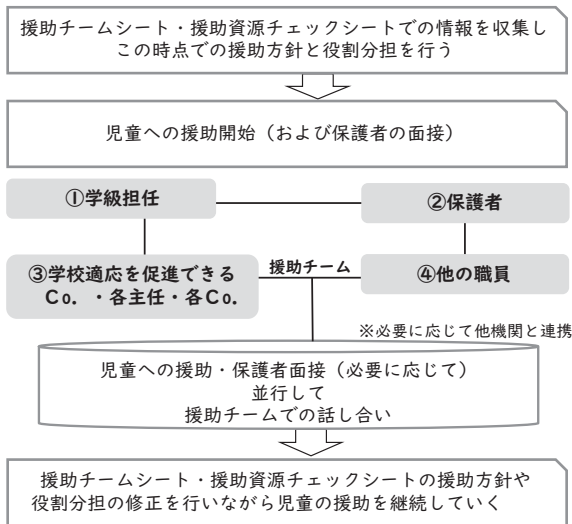 援助チームシート・援助資源チェックシートでの情報を収集し
この時点での援助方針と役割分担を行う
児童への援助開始（および保護者の面接）
①学級担任
②保護者
③学校適応を促進できる
Co．・各主任・各Co．
援助チーム
④他の職員
※必要に応じて他機関と連携
児童への援助・保護者面接（必要に応じて）
並行して
援助チームでの話し合い
援助チームシート・援助資源チェックシートの援助方針や
役割分担の修正を行いながら児童の援助を継続していく